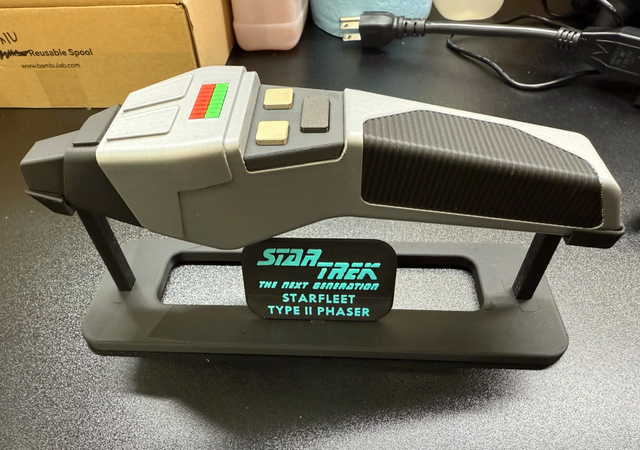 Reusable Spool
www.bambulab.com
STAR
TREK
THE NEXT GENERATION
STARFLEET
TYPE II PHASER